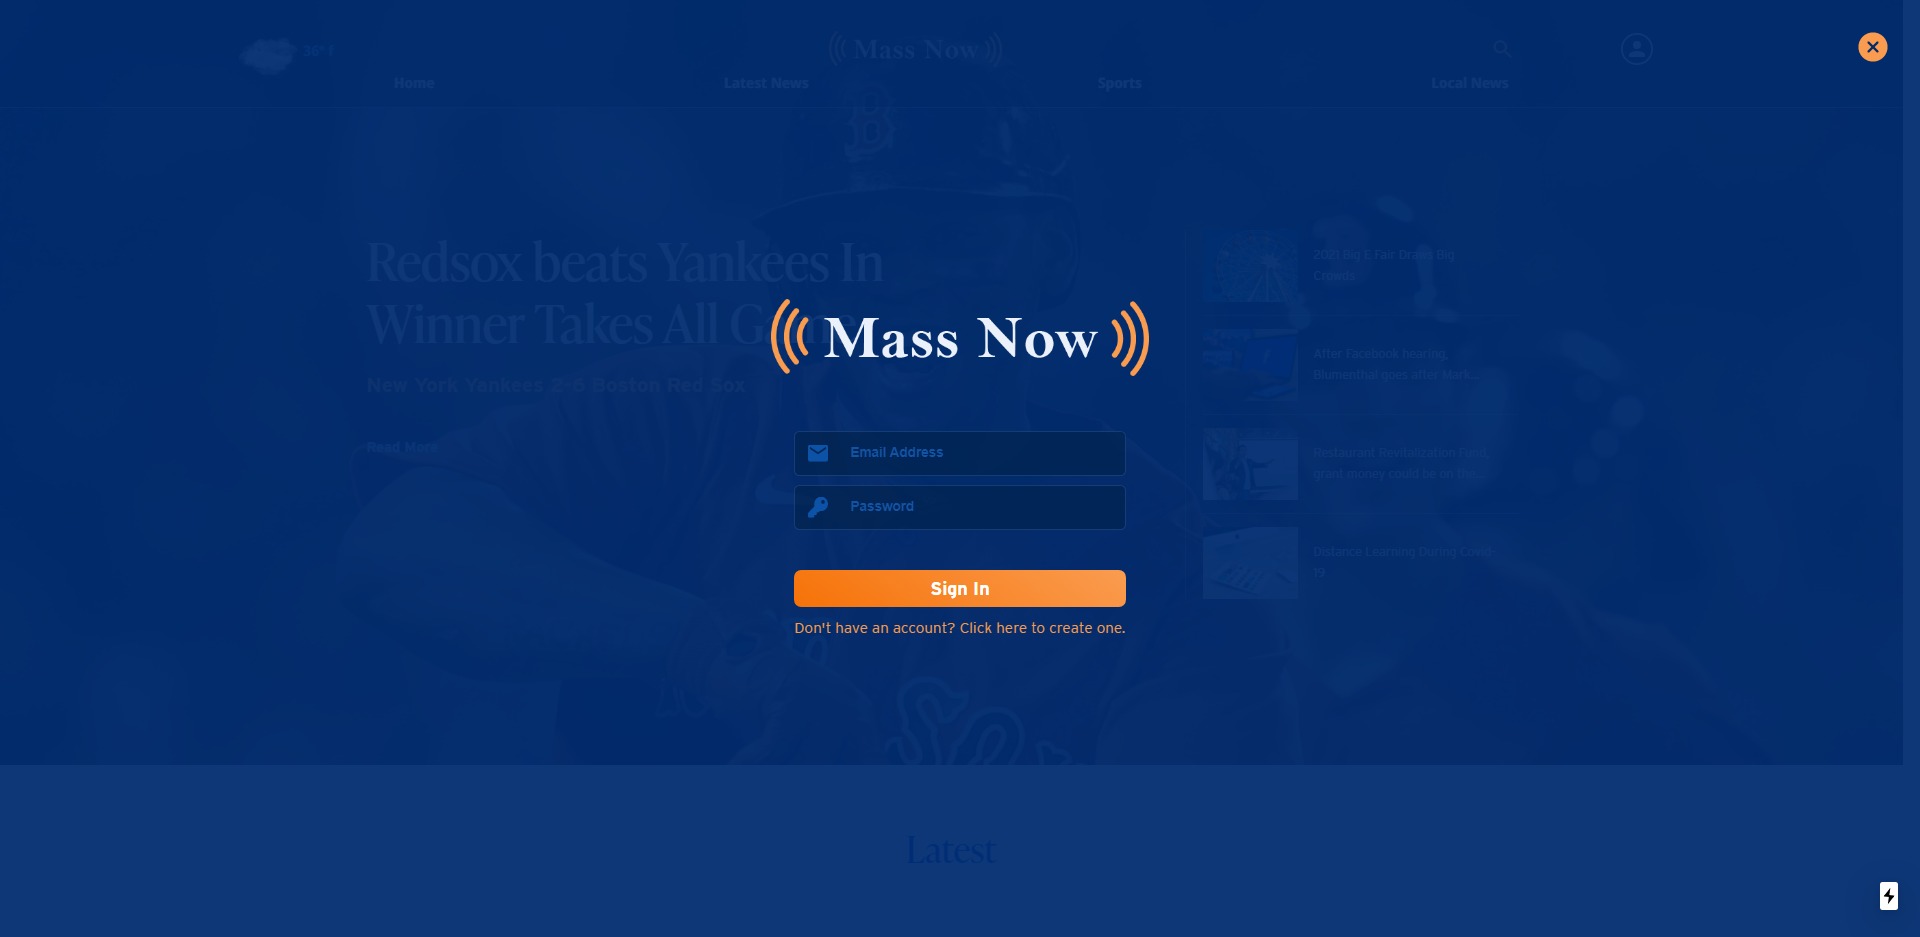 36° F
Mass Now
Home
Latest News
Sports
Local News
Redsox beats Yankees In
Winner Takes All Game
New York Yankees 2-6 Boston Red Sox
Read More
2021 Big E Fair Draws Big
Crowds
After Facebook hearing,
Blumenthal goes after Mark...
Restaurant Revitalization Fund
grant money could be on the...
Distance Learning During Covid-
19
Mass Now
Email Address
Password
Sign In
Don't have an account? Click here to create one.
Latest